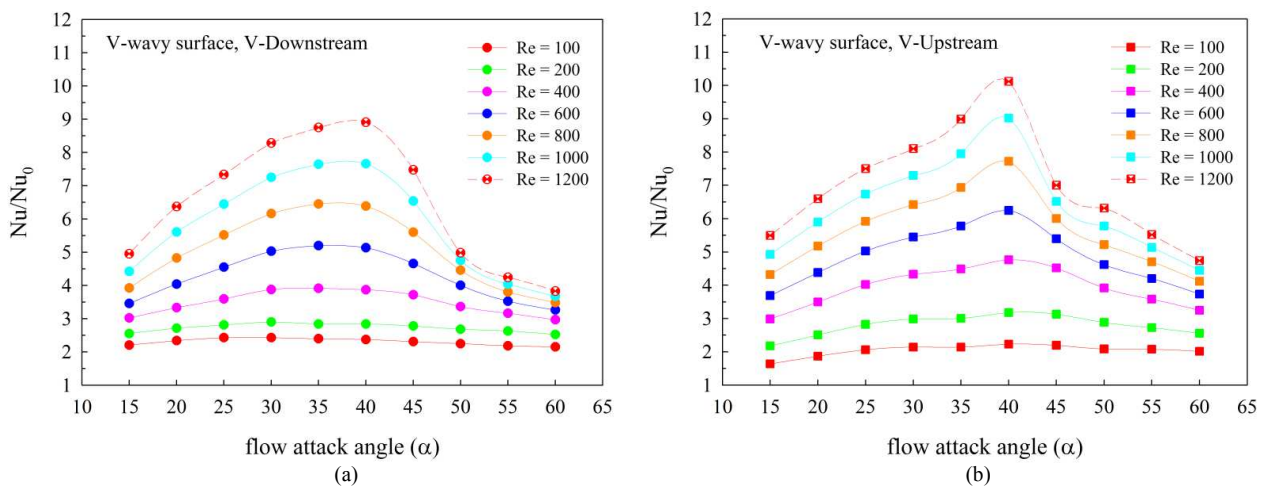 V-wavy surface, V-Downstream
Re = 100
Re = 200
Re = 400
Re = 600
Re = 800
Re = 1000
Re = 1200
12
11
10
9
8
7
6
5
4
3
2
1
Nu/Nu0
10 15 20 25 30 35 40 45 50 55 60 65
flow attack angle (α)
(a)
V-wavy surface, V-Upstream
Re = 100
Re = 200
Re = 400
Re = 600
Re = 800
Re = 1000
Re = 1200
12
11
10
9
8
7
6
5
4
3
2
1
Nu/Nu0
10 15 20 25 30 35 40 45 50 55 60 65
flow attack angle (α)
(b)